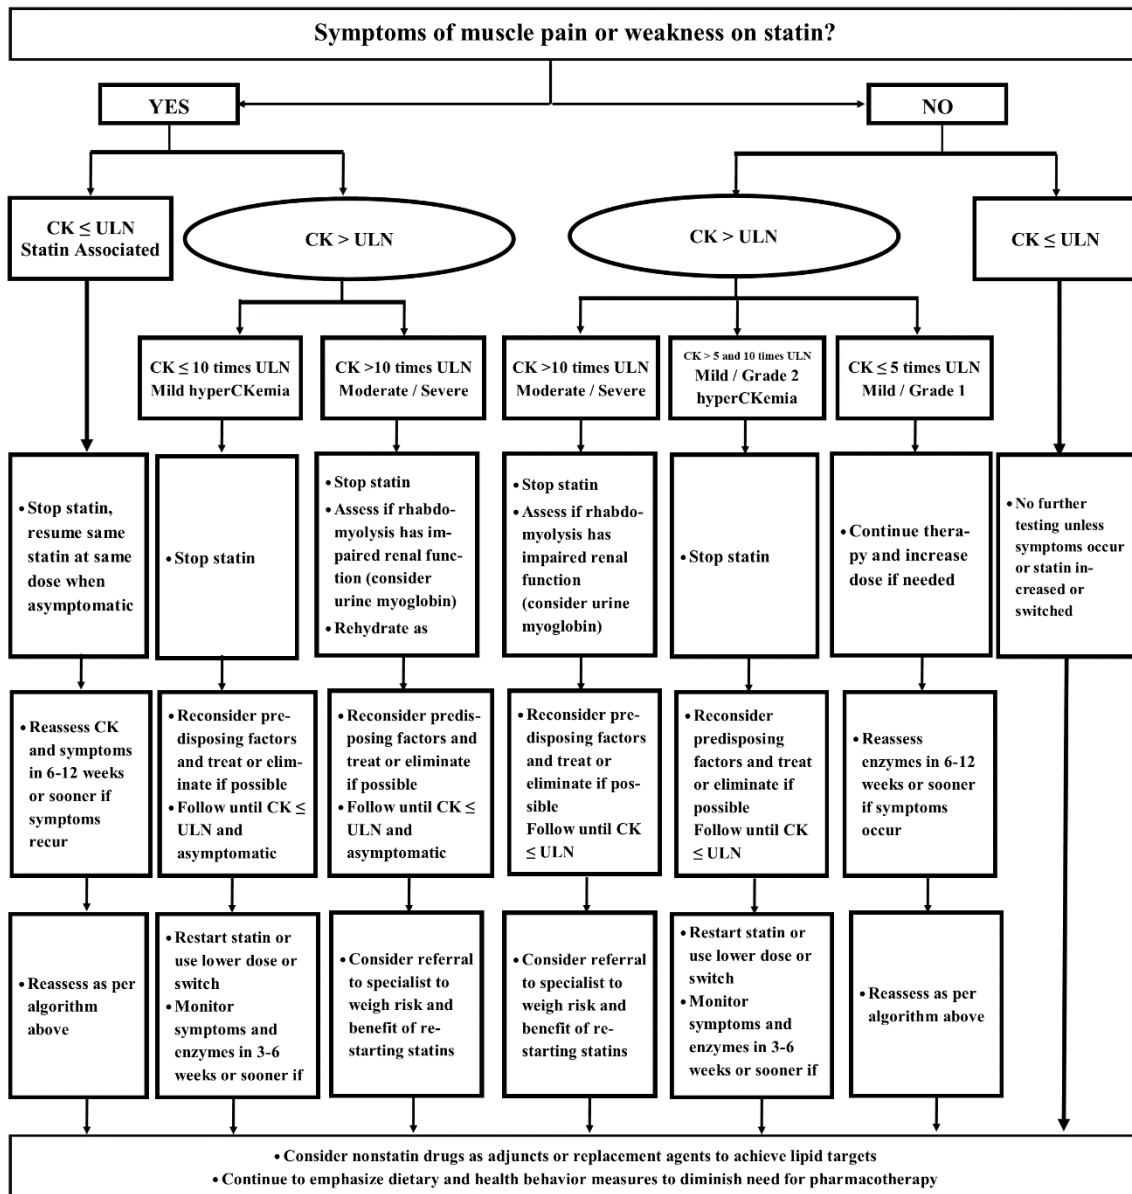 Symptoms of muscle pain or weakness on statin?
YES
NO
CK ≤ ULN
Statin Associated
CK > ULN
CK > ULN
CK ≤ ULN
CK ≤ 10 times ULN
Mild hyperCKemia
CK >10 times ULN
Moderate / Severe
CK >10 times ULN
Moderate / Severe
CK > 5 and 10 times ULN
Mild / Grade 2
hyperCKemia
CK ≤ 5 times ULN
Mild / Grade 1
• Stop statin,
resume same
statin at same
dose when
asymptomatic
• Stop statin
• Stop statin
• Assess if rhabdo-
myolysis has im-
paired renal func-
tion (consider
urine myoglobin)
• Rehydrate as
• Stop statin
• Assess if rhabdo-
myolysis has
impaired renal
function
(consider urine
myoglobin)
• Stop statin
• Continue thera-
py and increase
dose if needed
• No further
testing unless
symptoms occur
or statin in-
creased or
switched
• Reassess CK
and symptoms
in 6-12 weeks
or sooner if
symptoms
recur
• Reconsider pre-
disposing factors
and treat or elim-
inate if possible
• Follow until CK ≤
ULN and
asymptomatic
• Reconsider predis-
posing factors and
treat or eliminate
if possible
• Follow until CK ≤
ULN and
asymptomatic
• Reconsider pre-
disposing factors
and treat or
eliminate if pos-
sible
Follow until CK
≤ ULN
• Reconsider
predisposing
factors and treat
or eliminate if
possible
Follow until CK
≤ ULN
• Reassess
enzymes in 6-12
weeks or sooner
if symptoms
occur
• Reassess as per
algorithm
above
• Restart statin or
use lower dose or
switch
• Monitor
symptoms and
enzymes in 3-6
weeks or sooner if
• Consider referral
to specialist to
weigh risk and
benefit of re-
starting statins
• Consider referral
to specialist to
weigh risk and
benefit of re-
starting statins
• Restart statin or
use lower dose or
switch
• Monitor
symptoms and
enzymes in 3-6
weeks or sooner if
• Reassess as per
algorithm above
• Consider nonstatin drugs as adjuncts or replacement agents to achieve lipid targets
• Continue to emphasize dietary and health behavior measures to diminish need for pharmacotherapy